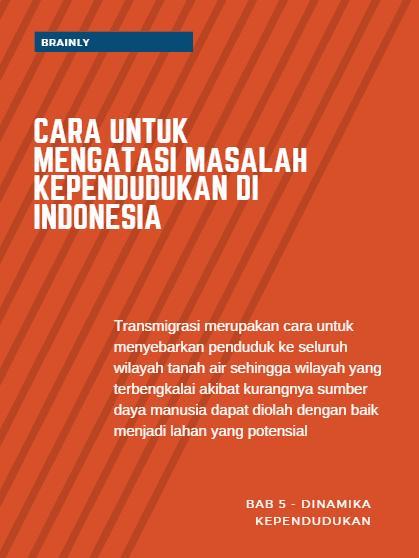 BRAINLY
CARA UNTUK
MENGATASI MASALAH
KEPENDUDUKAN DI
INDONESIA
Transmigrasi merupakan cara untuk
menyebarkan penduduk ke seluruh
wilayah tanah air sehingga wilayah yang
terbengkalai akibat kurangnya sumber
daya manusia dapat diolah dengan baik
menjadi lahan yang potensial
BAB 5 - DINAMIKA
KEPENDUDUKAN